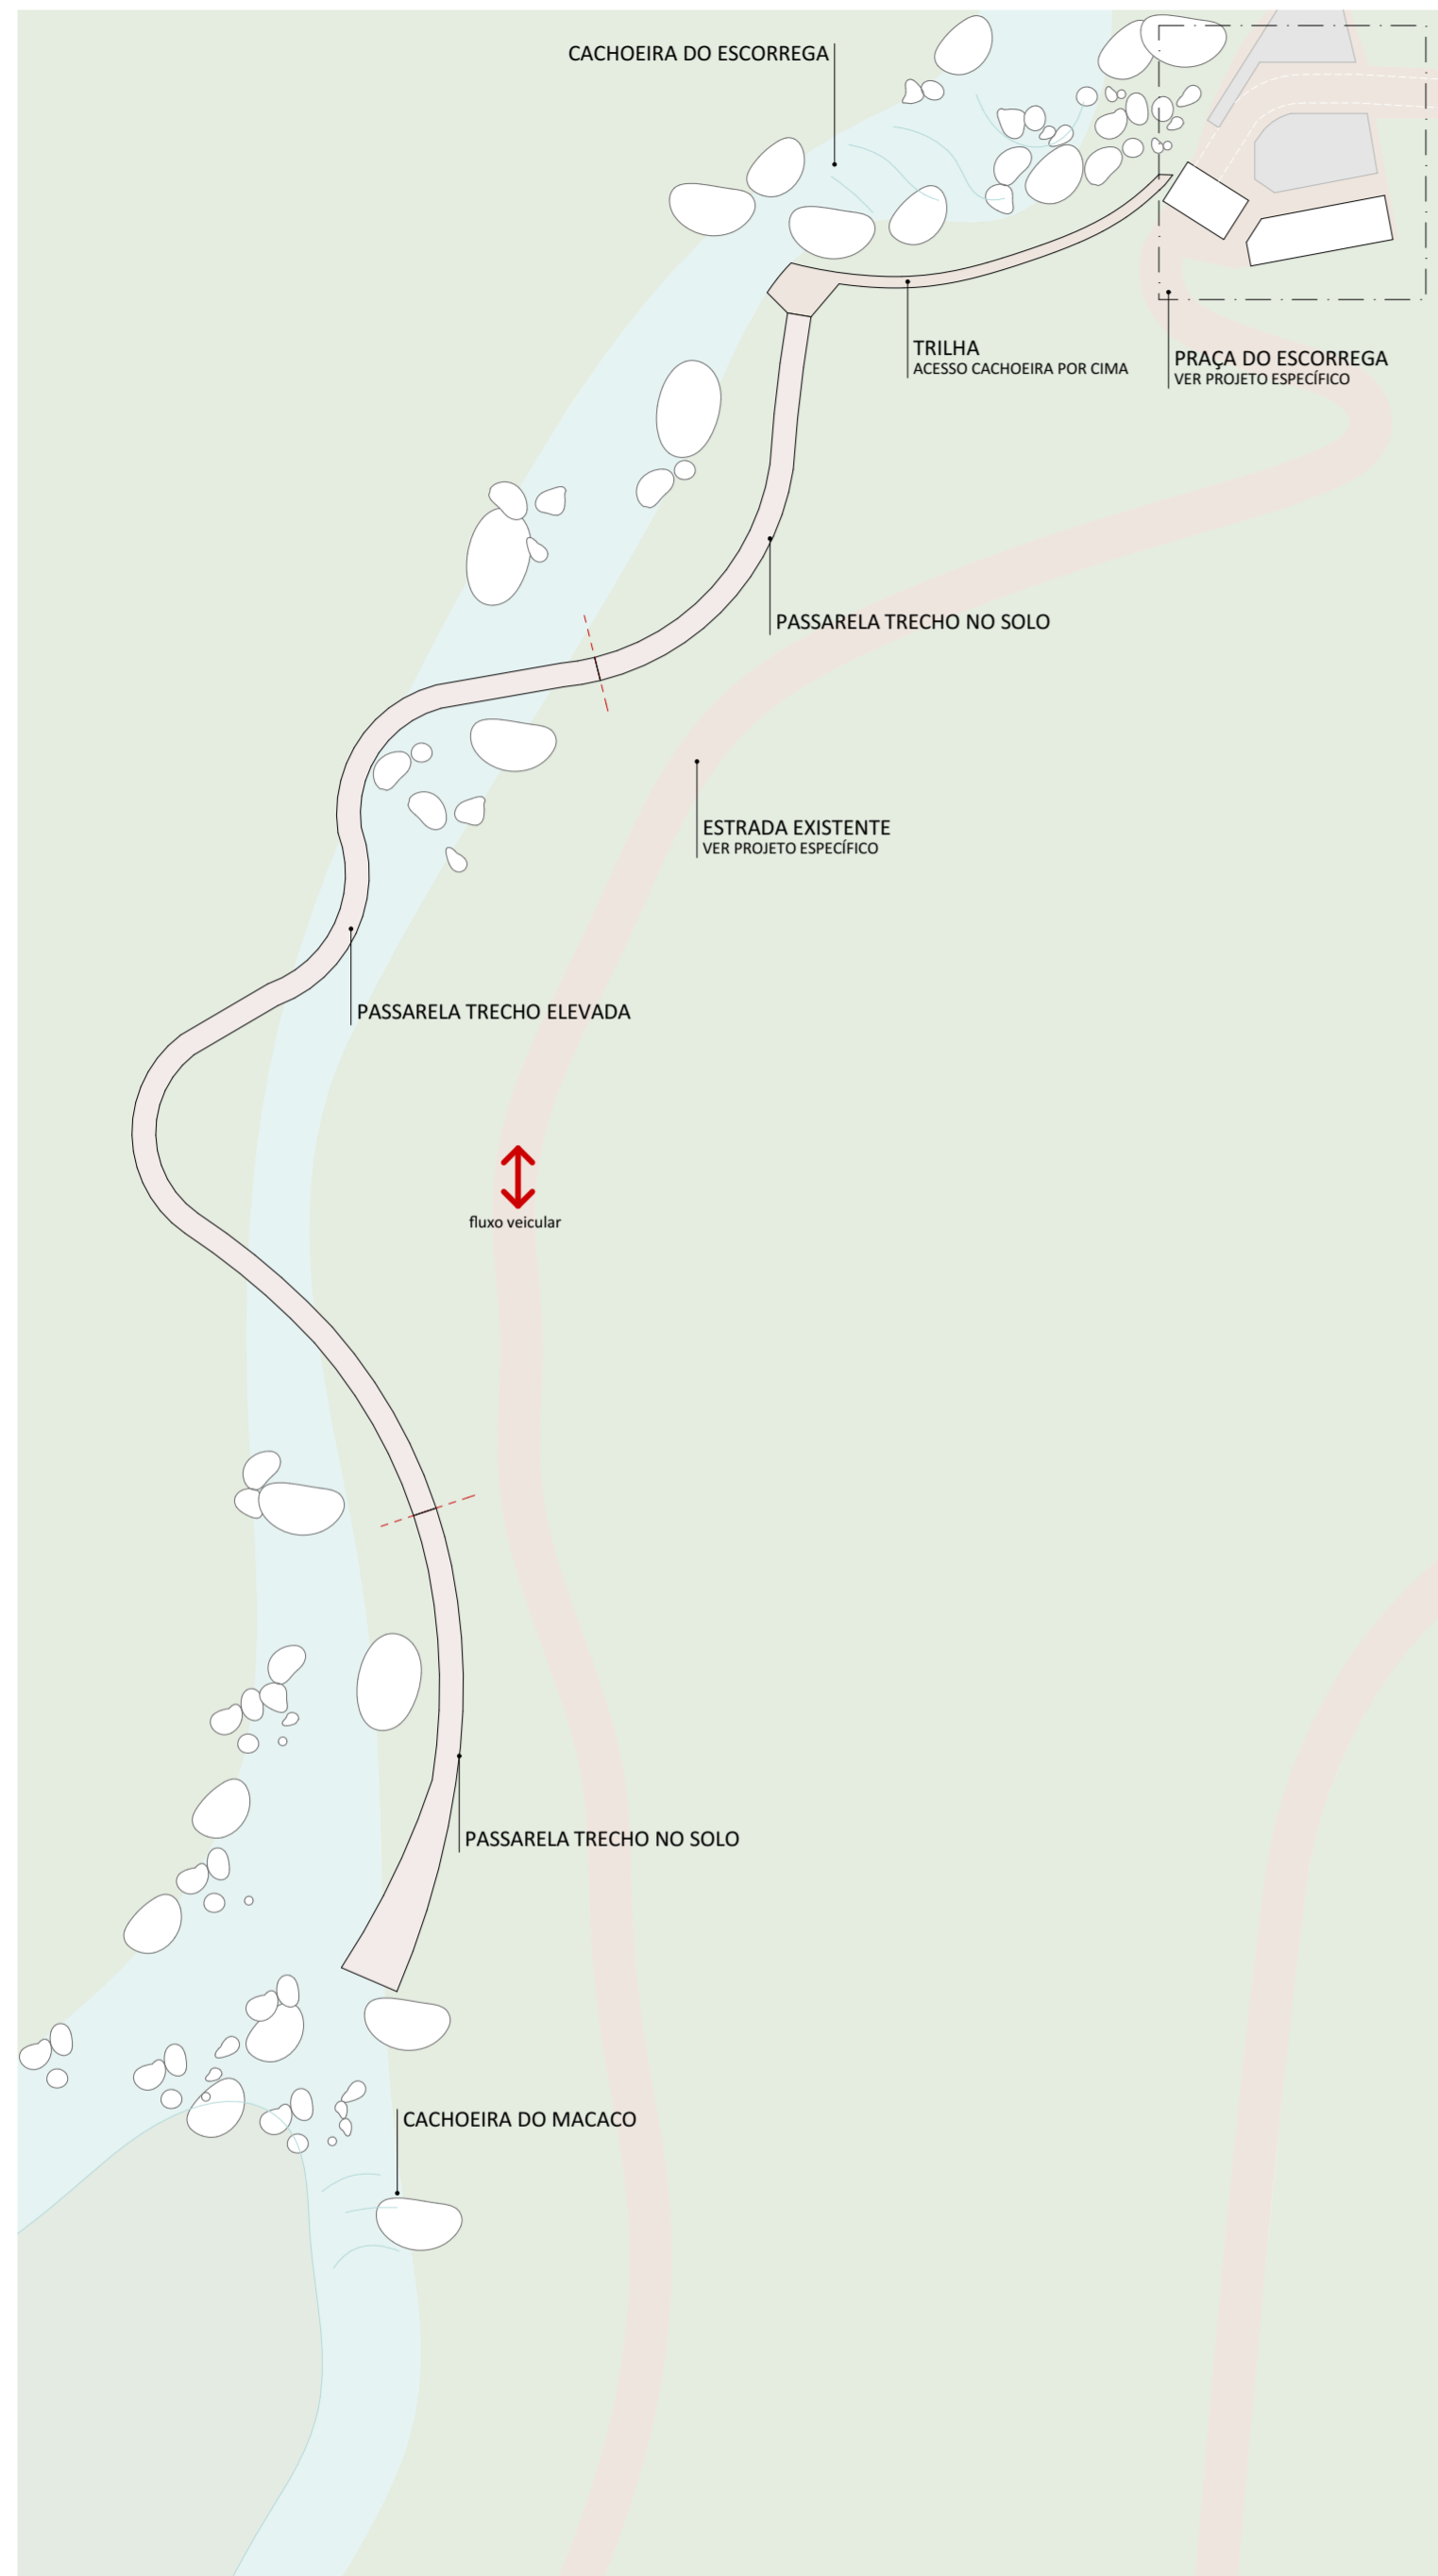 CACHOEIRA DO ESCORREGA
TRILHA
ACESSO CACHOEIRA POR CIMA
PRAÇA DO ESCORREGA
VER PROJETO ESPECÍFICO
PASSARELA TRECHO NO SOLO
ESTRADA EXISTENTE
VER PROJETO ESPECÍFICO
PASSARELA TRECHO ELEVADA
fluxo veicular
PASSARELA TRECHO NO SOLO
CACHOEIRA DO MACACO